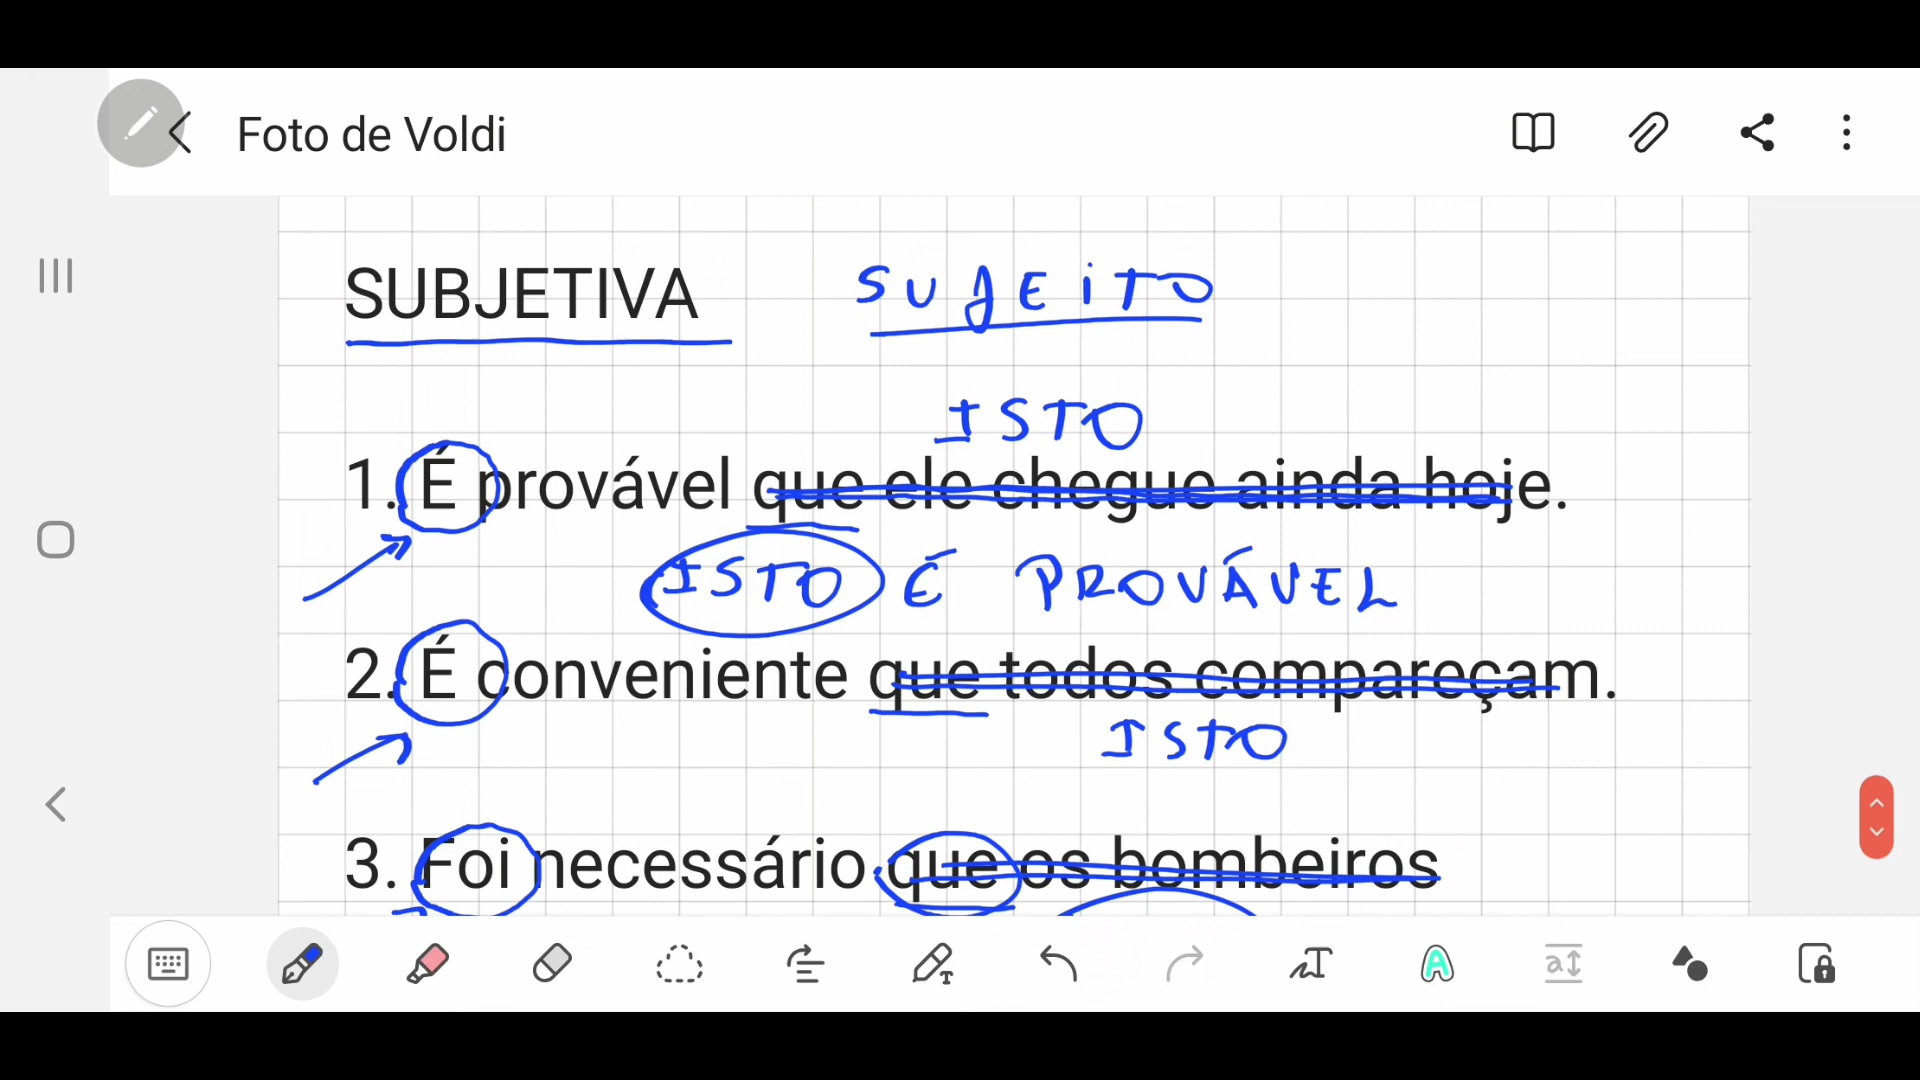 Foto de Voldi
SUBJETIVA SUJEITO
ISTO
1. É provável que ele chegue ainda hoje.
ISTO É PROVÁVEL
2. É conveniente que todos compareçam.
ISTO
3. Foi necessário que os bombeiros